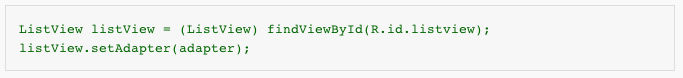 ListView listView = (ListView) findViewById(R.id.listview);
listView.setAdapter(adapter);